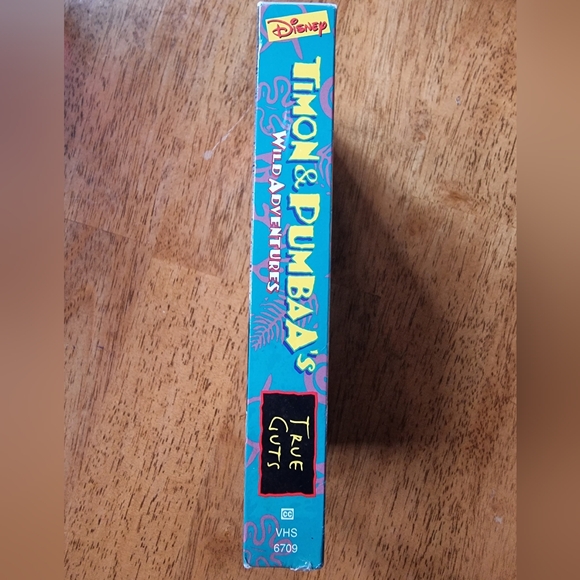 Disney
TIMON & PUMBAA's
WILD ADVENTURES
TRUE
GUTS
CC
VHS
6709